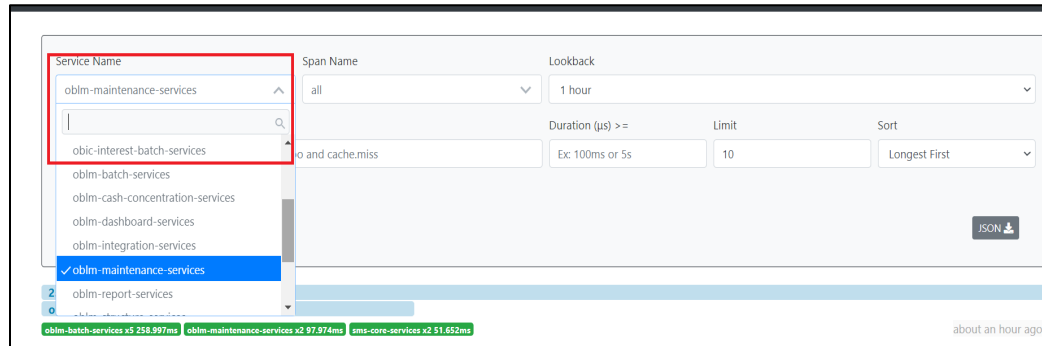 Service Name Span Name Lookback
oblm-maintenance-services all 1 hour
Duration (μs) >= Limit Sort
obic-interest-batch-services oo and cache.miss Ex: 100ms or 5s 10 Longest First
oblm-batch-services
oblm-cash-concentration-services
oblm-dashboard-services
JSON
oblm-integration-services
oblm-maintenance-services
oblm-report-services
2
o
oblm-batch-services x5 258.997ms oblm-maintenance-services x2 97.974ms sms-core-services x2 51.652ms about an hour ago